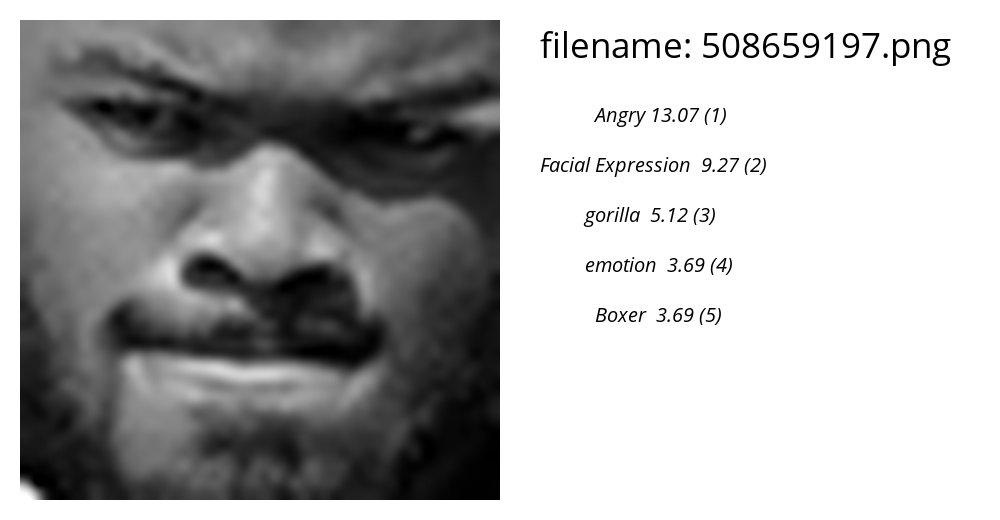 filename: 508659197.png
Angry 13.07 (1)
Facial Expression 9.27 (2)
gorilla 5.12 (3)
emotion 3.69 (4)
Boxer 3.69 (5)